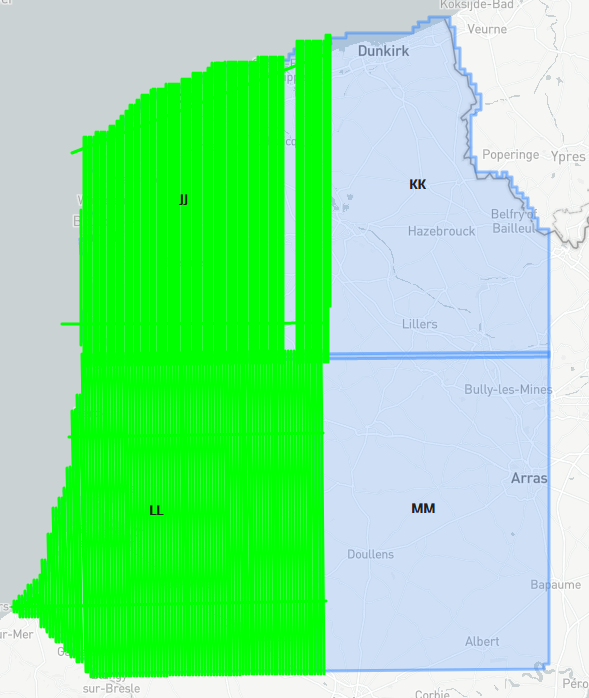 Koksijde-Bad
Veurne
Dunkirk
Poperinge
Ypres
JJ
KK
Belfry of
Bailleul
Hazebrouck
Lillers
Bully-les-Mines
Arras
LL
MM
Doullens
Bapaume
Albert
sur-Bresle
Corbie